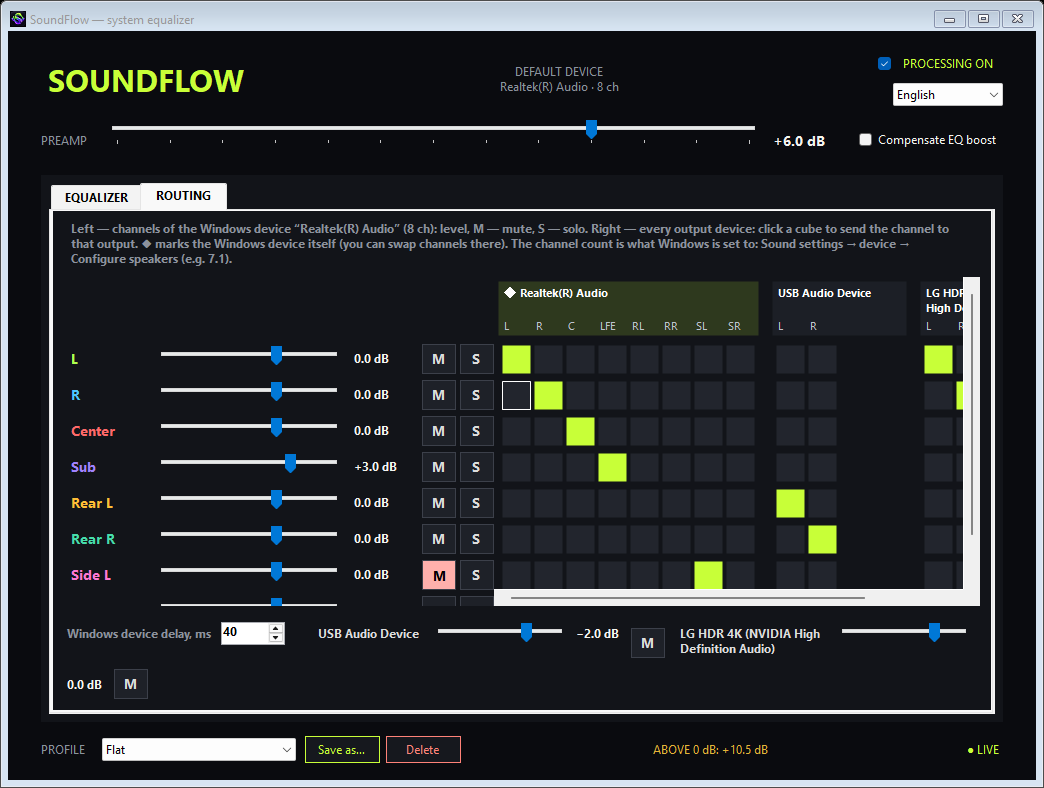 SoundFlow — system equalizer
SOUNDFLOW
DEFAULT DEVICE
Realtek(R) Audio · 8 ch
PROCESSING ON
English
PREAMP
+6.0 dB
Compensate EQ boost
EQUALIZER
ROUTING
Left — channels of the Windows device “Realtek(R) Audio” (8 ch): level, M — mute, S — solo. Right — every output device: click a cube to send the channel to
that output. ◆ marks the Windows device itself (you can swap channels there). The channel count is what Windows is set to: Sound settings → device →
Configure speakers (e.g. 7.1).
◆ Realtek(R) Audio
USB Audio Device
LG HDR
High De
L R C LFE RL RR SL SR
L R
L R
L 0.0 dB M S
R 0.0 dB M S
Center 0.0 dB M S
Sub +3.0 dB M S
Rear L 0.0 dB M S
Rear R 0.0 dB M S
Side L 0.0 dB M S
Windows device delay, ms 40
USB Audio Device −2.0 dB M
LG HDR 4K (NVIDIA High
Definition Audio)
0.0 dB M
PROFILE Flat Save as... Delete
ABOVE 0 dB: +10.5 dB
● LIVE